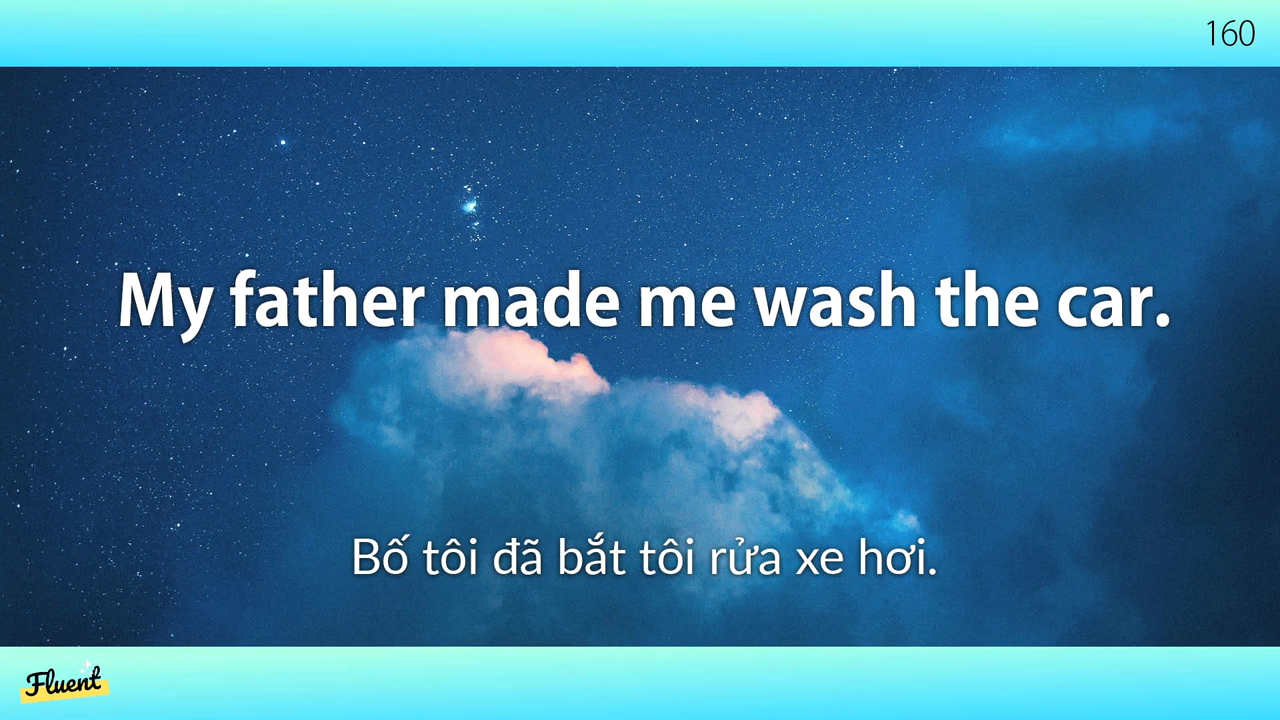 160
My father made me wash the car.
Bố tôi đã bắt tôi rửa xe hơi.
Fluent